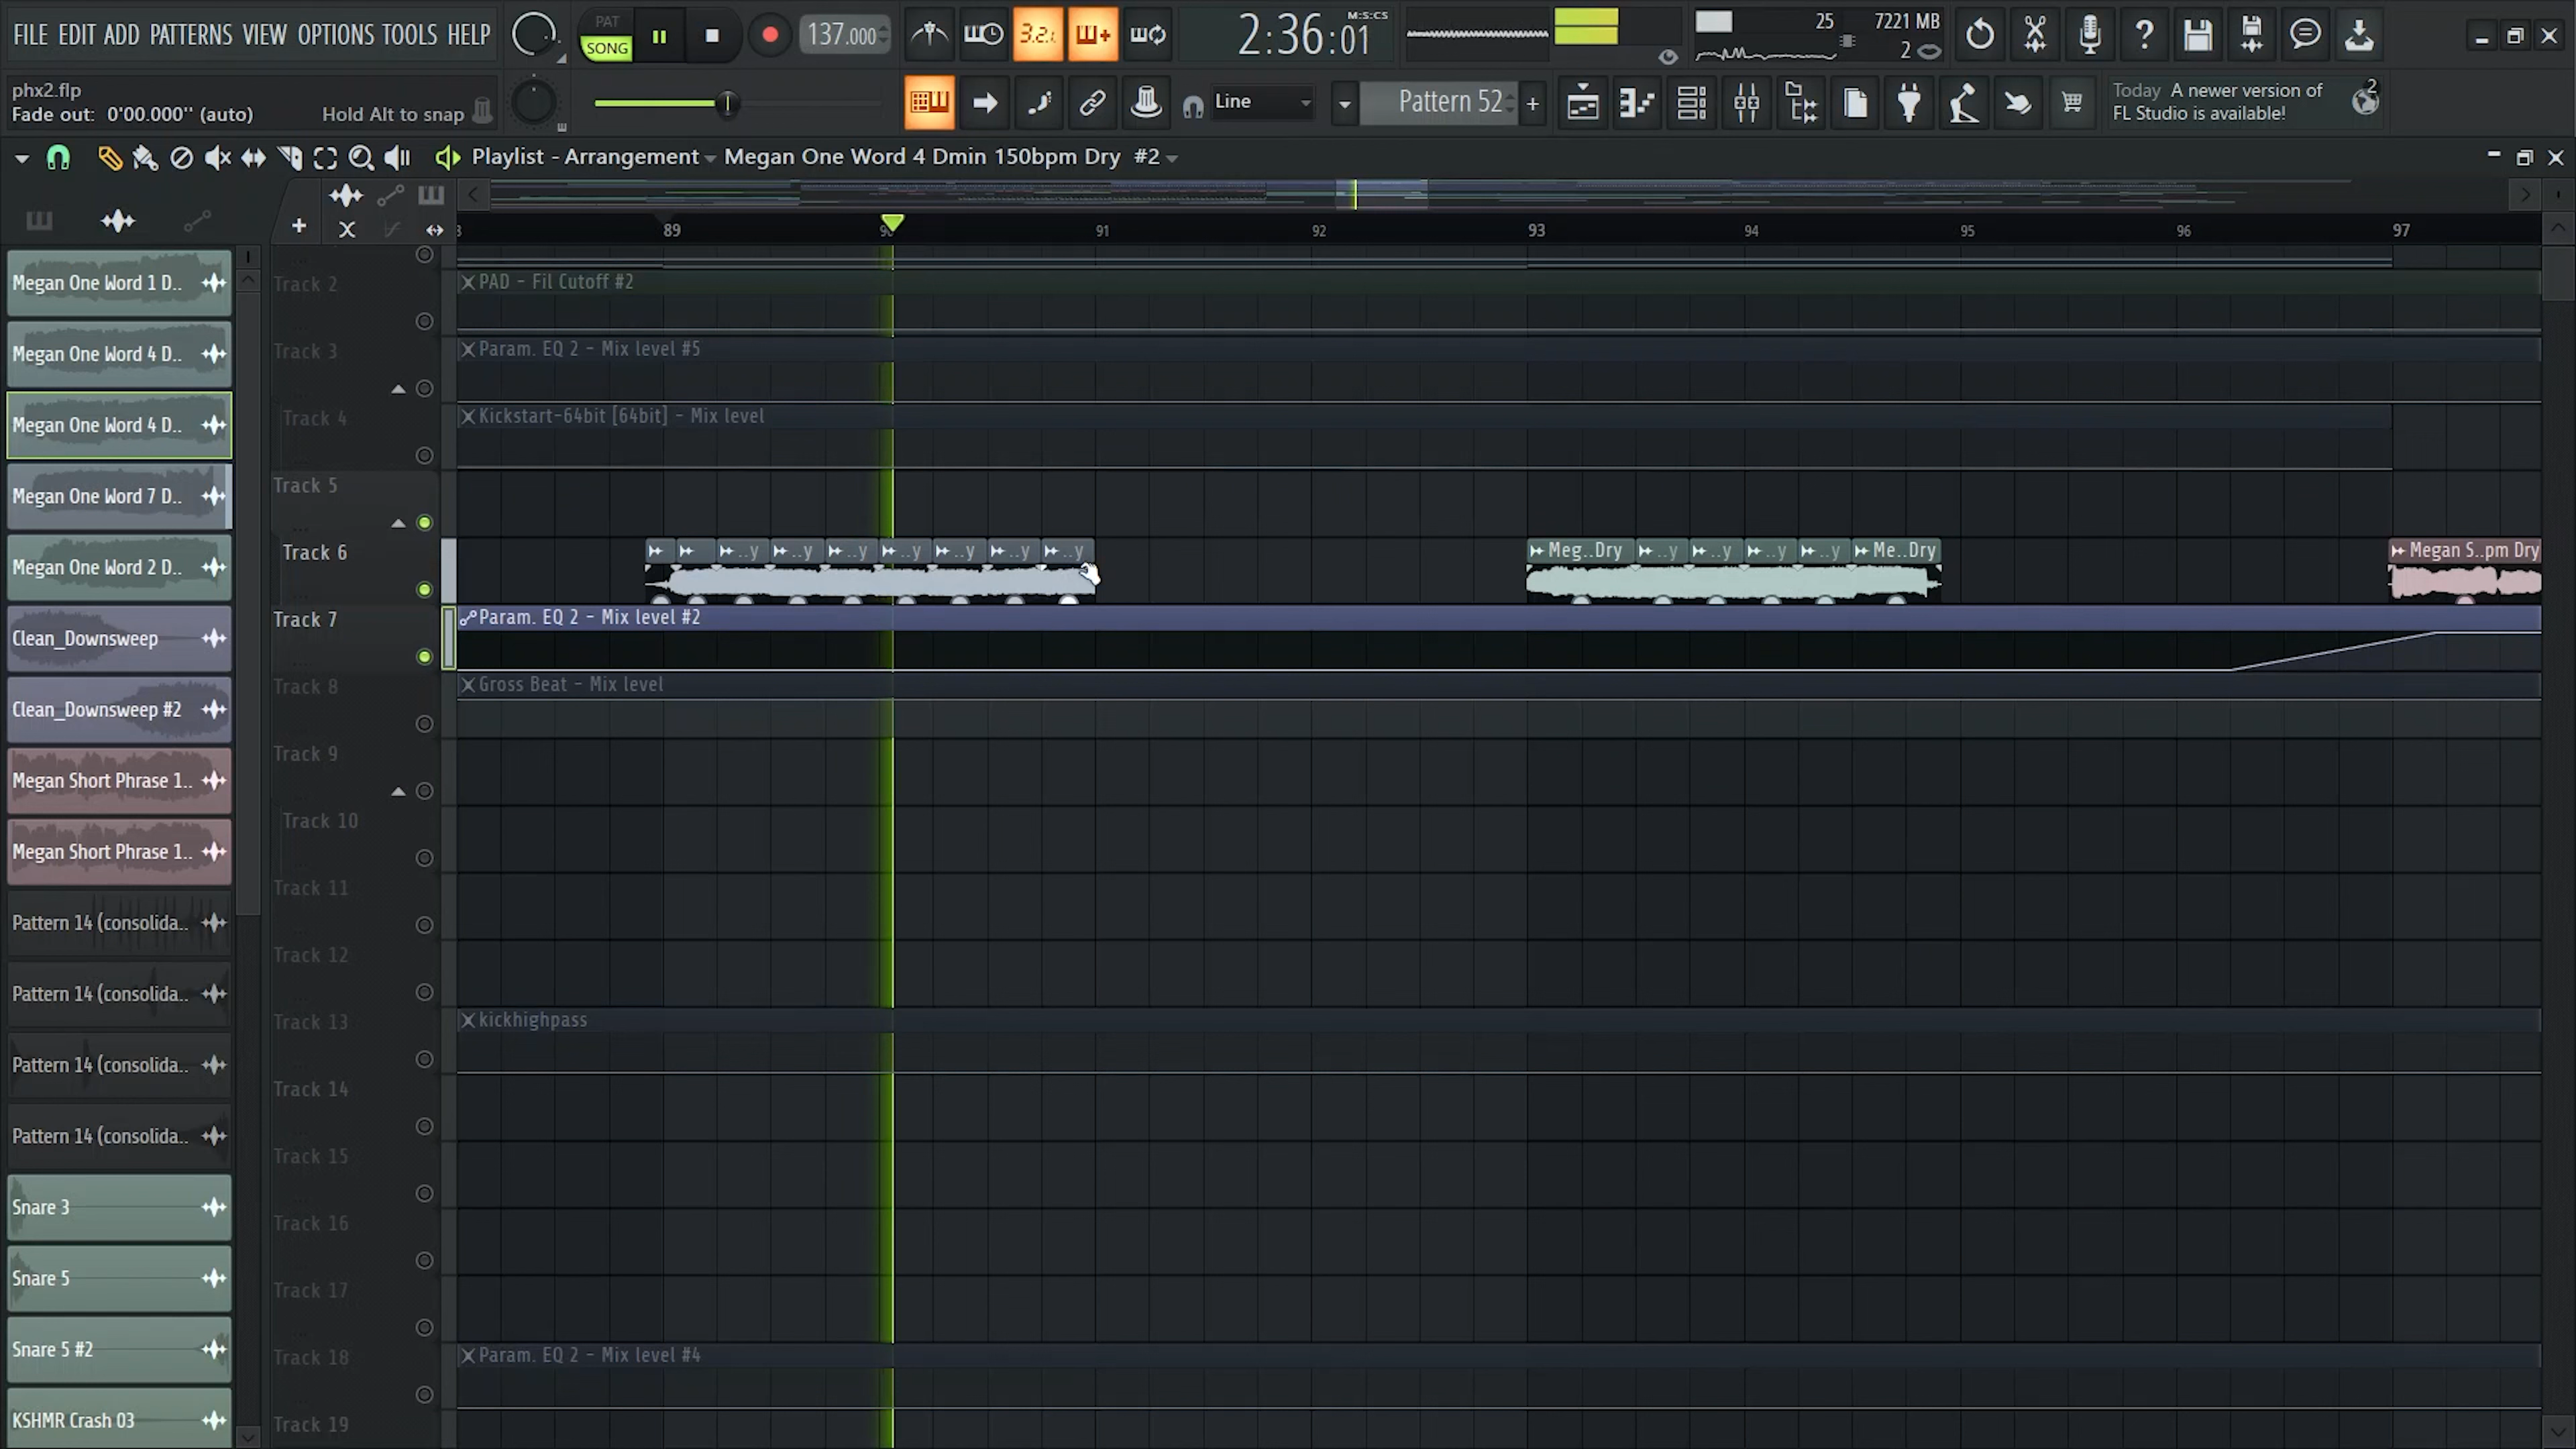 FILE EDIT ADD PATTERNS VIEW OPTIONS TOOLS HELP
PAT
SONG
137.000
3.2.
2:36:01
M:S:CS
25
7221 MB
2
phx2.flp
Fade out: 0'00.000'' (auto)
Hold Alt to snap
Line
Pattern 52
Today A newer version of
FL Studio is available!
2
Playlist - Arrangement
Megan One Word 4 Dmin 150bpm Dry #2
89
91
92
93
94
95
96
97
Megan One Word 1 D..
Megan One Word 4 D..
Megan One Word 4 D..
Megan One Word 7 D..
Megan One Word 2 D..
Clean_Downsweep
Clean_Downsweep #2
Megan Short Phrase 1..
Megan Short Phrase 1..
Pattern 14 (consolida..
Pattern 14 (consolida..
Pattern 14 (consolida..
Pattern 14 (consolida..
Snare 3
Snare 5
Snare 5 #2
KSHMR Crash 03
Track 2
PAD - Fil Cutoff #2
Track 3
Param. EQ 2 - Mix level #5
Track 4
Kickstart-64bit [64bit] - Mix level
Track 5
Track 6
..y
..y
..y
..y
..y
..y
..y
Meg..Dry
..y
..y
..y
..y
Me..Dry
Megan S..pm Dry
Track 7
Param. EQ 2 - Mix level #2
Track 8
Gross Beat - Mix level
Track 9
Track 10
Track 11
Track 12
Track 13
kickhighpass
Track 14
Track 15
Track 16
Track 17
Track 18
Param. EQ 2 - Mix level #4
Track 19